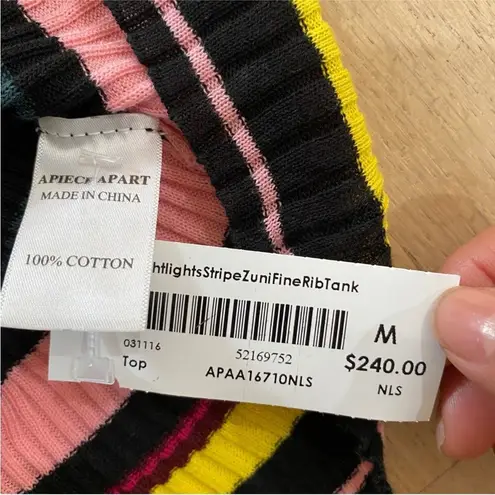 APIECE APART
MADE IN CHINA
100% COTTON
htlightsStripeZuniFineRibTank
M
031116
52169752
$240.00
Top
APAA16710NLS
NLS